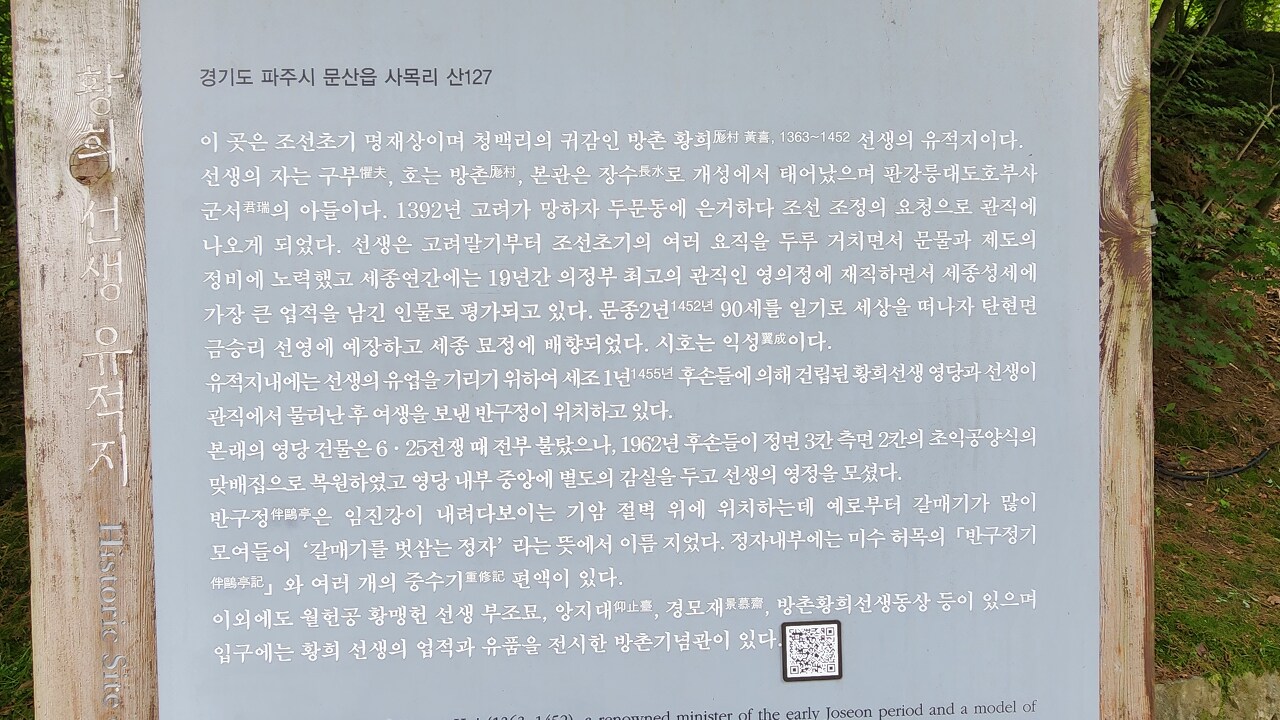 황희 선생 유적지
Historic Site
경기도 파주시 문산읍 사목리 산127
이 곳은 조선초기 명재상이며 청백리의 귀감인 방촌 황희厖村 黃喜, 1363~1452 선생의 유적지이다.
선생의 자는 구부懼夫, 호는 방촌厖村, 본관은 장수長水로 개성에서 태어났으며 판강릉대도호부사
군서君瑞의 아들이다. 1392년 고려가 망하자 두문동에 은거하다 조선 조정의 요청으로 관직에
나오게 되었다. 선생은 고려말기부터 조선초기의 여러 요직을 두루 거치면서 문물과 제도의
정비에 노력했고 세종연간에는 19년간 의정부 최고의 관직인 영의정에 재직하면서 세종성세에
가장 큰 업적을 남긴 인물로 평가되고 있다. 문종2년1452년 90세를 일기로 세상을 떠나자 탄현면
금승리 선영에 예장하고 세종 묘정에 배향되었다. 시호는 익성翼成이다.
유적지내에는 선생의 유업을 기리기 위하여 세조 1년1455년 후손들에 의해 건립된 황희선생 영당과 선생이
관직에서 물러난 후 여생을 보낸 반구정이 위치하고 있다.
본래의 영당 건물은 6·25전쟁 때 전부 불탔으나, 1962년 후손들이 정면 3칸 측면 2칸의 초익공양식의
맞배집으로 복원하였고 영당 내부 중앙에 별도의 감실을 두고 선생의 영정을 모셨다.
반구정伴鷗亭은 임진강이 내려다보이는 기암 절벽 위에 위치하는데 예로부터 갈매기가 많이
모여들어 ‘갈매기를 벗삼는 정자’ 라는 뜻에서 이름 지었다. 정자내부에는 미수 허목의 「반구정기
伴鷗亭記」와 여러 개의 중수기重修記 편액이 있다.
이외에도 월헌공 황맹헌 선생 부조묘, 앙지대仰止臺, 경모재景慕齋, 방촌황희선생동상 등이 있으며
입구에는 황희 선생의 업적과 유품을 전시한 방촌기념관이 있다.
(1363-1452), a renowned minister of the early Joseon period and a model of